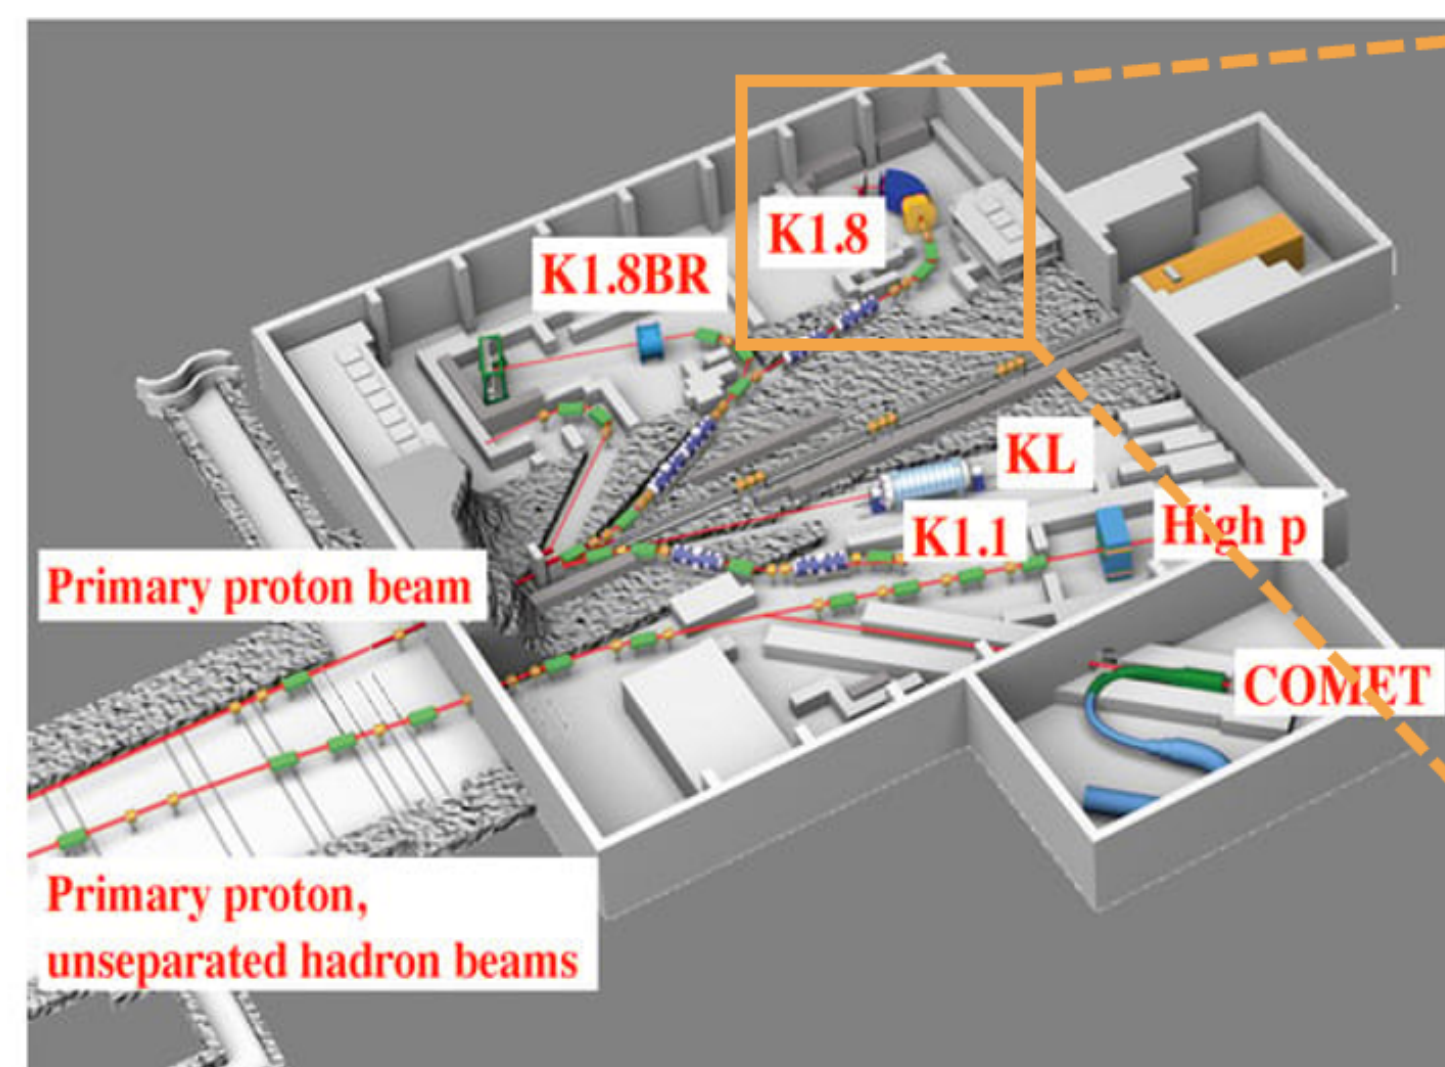 K1.8
K1.8BR
KL
K1.1
High p
Primary proton beam
COMET
Primary proton,
unseparated hadron beams